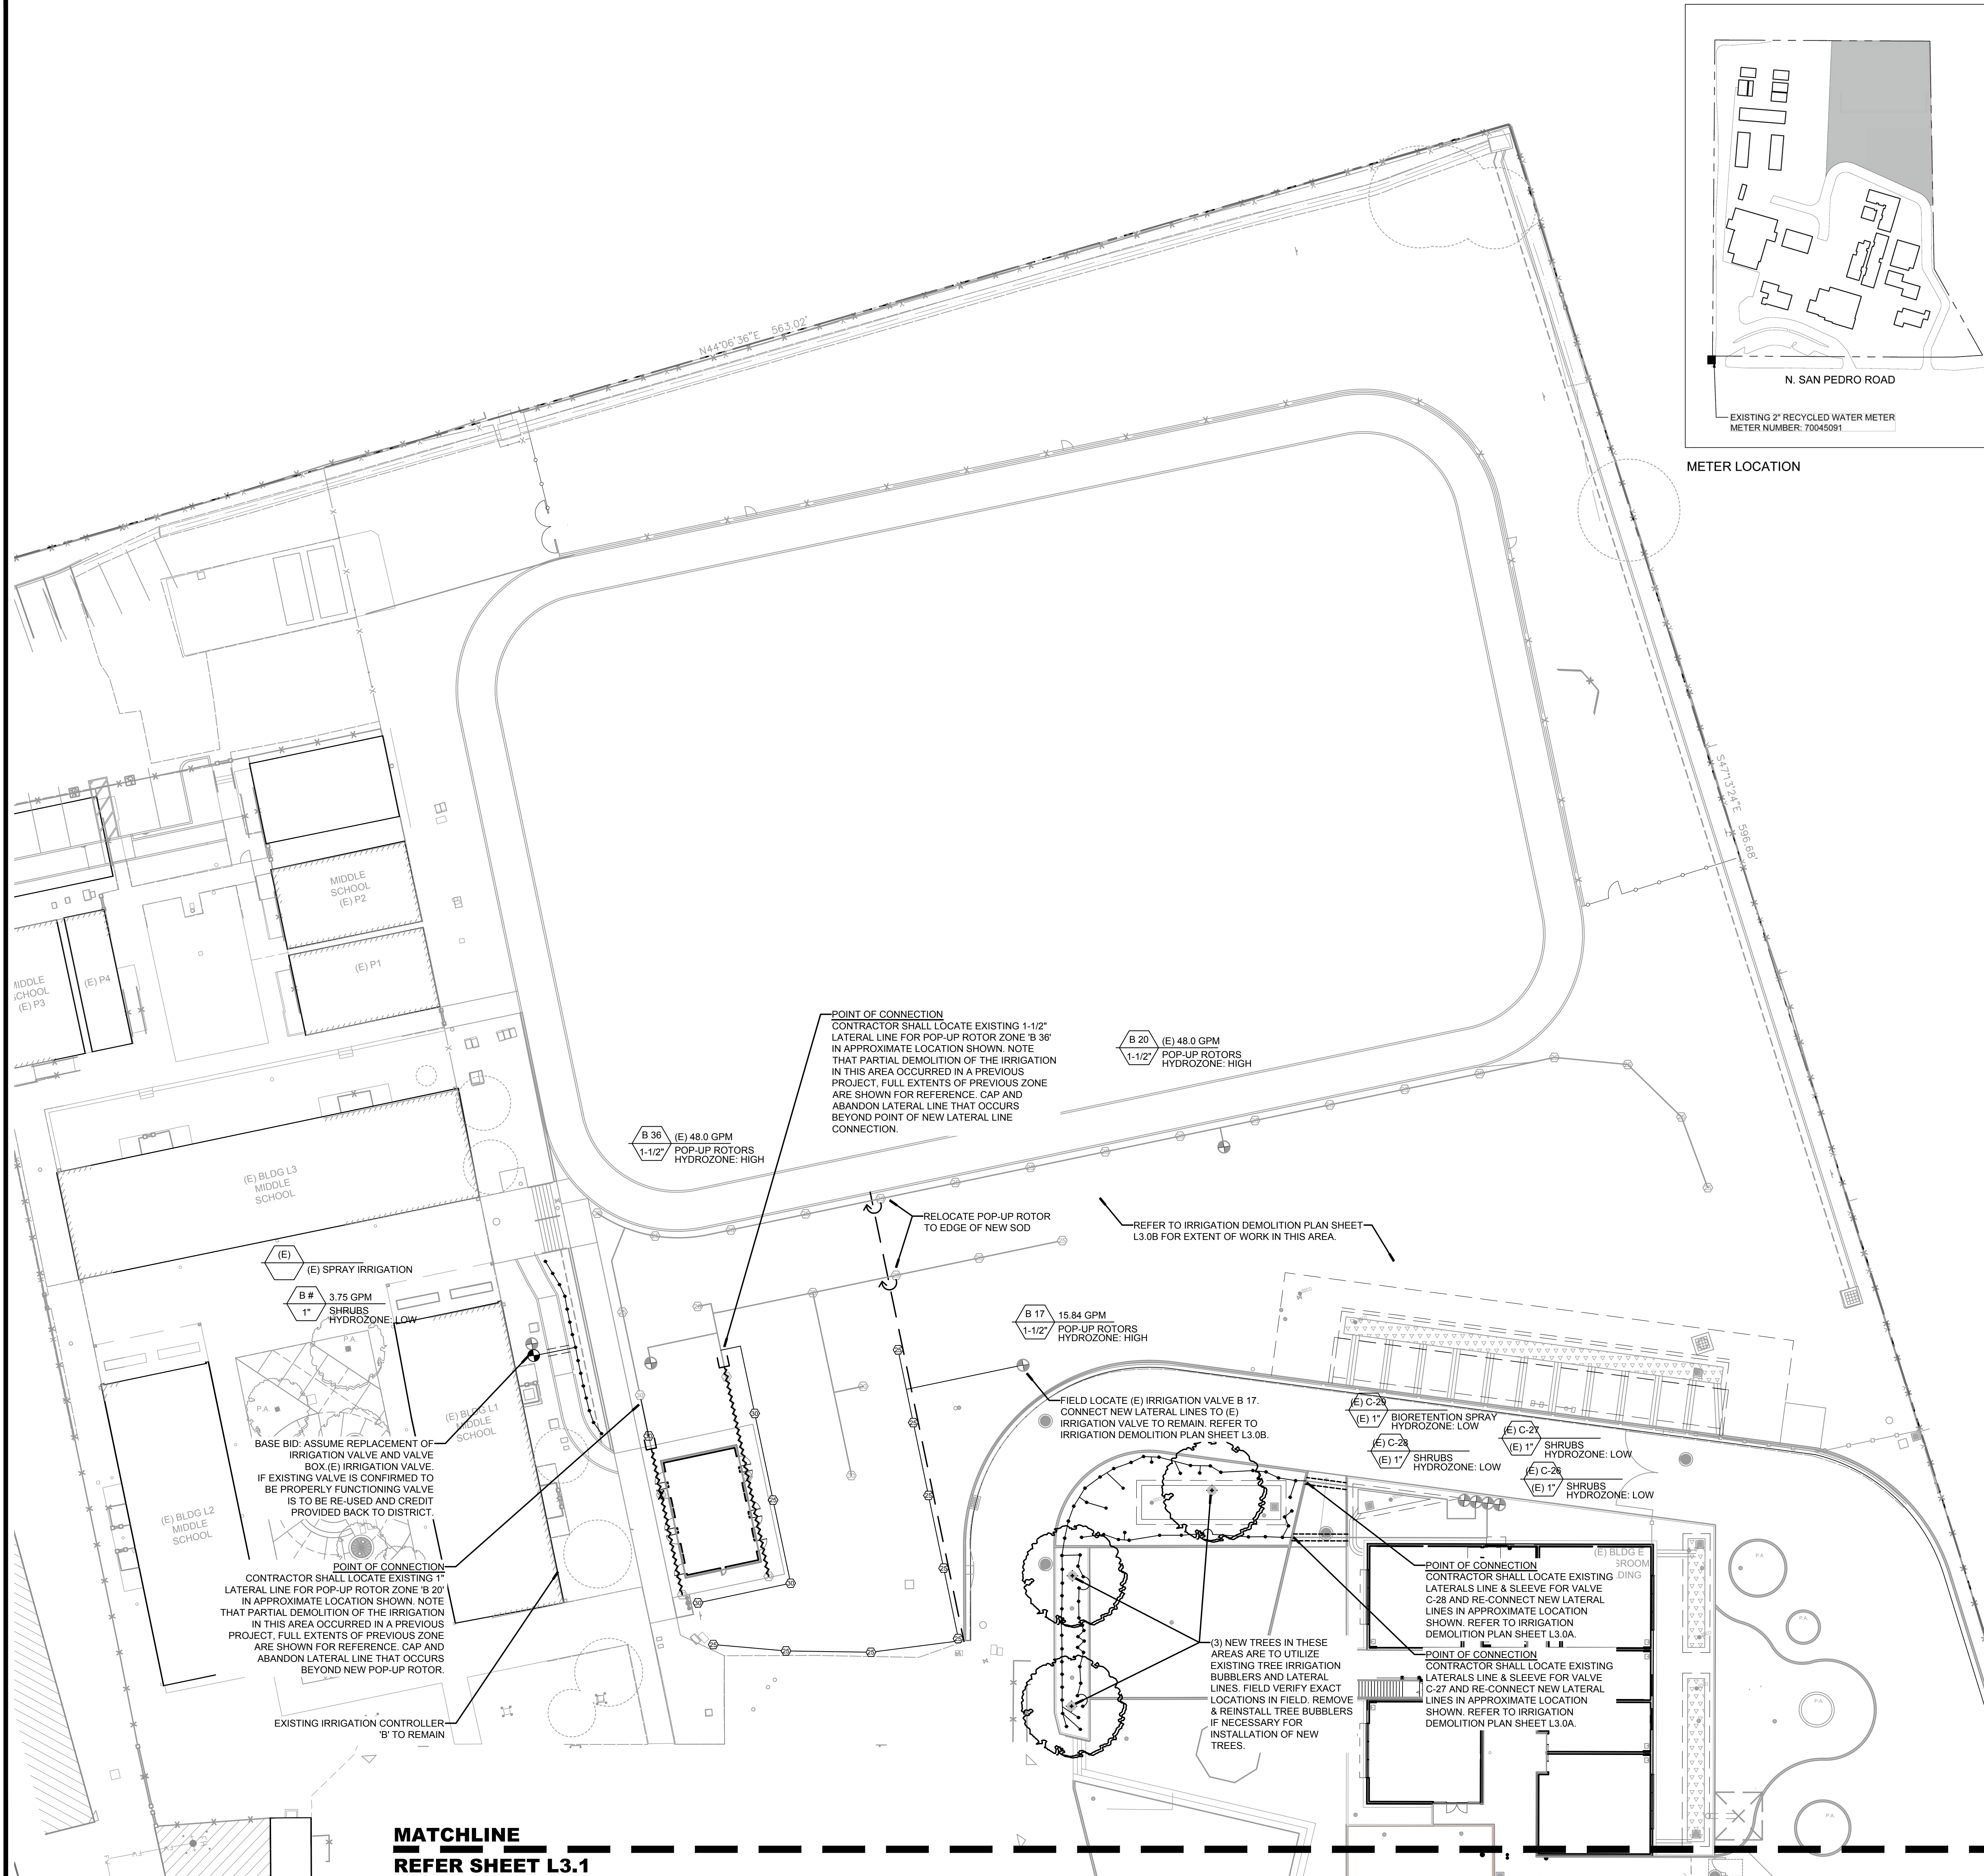 N. SAN PEDRO ROAD
EXISTING 2" RECYCLED WATER METER
METER NUMBER: 70045091
METER LOCATION
N44°06'36"E 563.02'
S47°13'24"E 596.68'
MIDDLE
SCHOOL
(E) P2
(E) P1
(E) P4
MIDDLE
SCHOOL
(E) P3
POINT OF CONNECTION
CONTRACTOR SHALL LOCATE EXISTING 1-1/2"
LATERAL LINE FOR POP-UP ROTOR ZONE 'B 36'
IN APPROXIMATE LOCATION SHOWN. NOTE
THAT PARTIAL DEMOLITION OF THE IRRIGATION
IN THIS AREA OCCURRED IN A PREVIOUS
PROJECT, FULL EXTENTS OF PREVIOUS ZONE
ARE SHOWN FOR REFERENCE. CAP AND
ABANDON LATERAL LINE THAT OCCURS
BEYOND POINT OF NEW LATERAL LINE
CONNECTION.
B 20 (E) 48.0 GPM
1-1/2" POP-UP ROTORS
HYDROZONE: HIGH
B 36 (E) 48.0 GPM
1-1/2" POP-UP ROTORS
HYDROZONE: HIGH
(E) BLDG L3
MIDDLE
SCHOOL
RELOCATE POP-UP ROTOR
TO EDGE OF NEW SOD
REFER TO IRRIGATION DEMOLITION PLAN SHEET
L3.0B FOR EXTENT OF WORK IN THIS AREA.
(E)
(E) SPRAY IRRIGATION
B # 3.75 GPM
1" SHRUBS
HYDROZONE: LOW
B 17 15.84 GPM
1-1/2" POP-UP ROTORS
HYDROZONE: HIGH
P.A.
P.A.
(E) BLDG L1
MIDDLE
SCHOOL
FIELD LOCATE (E) IRRIGATION VALVE B 17.
CONNECT NEW LATERAL LINES TO (E)
IRRIGATION VALVE TO REMAIN. REFER TO
IRRIGATION DEMOLITION PLAN SHEET L3.0B.
(E) C-29
(E) 1" BIORETENTION SPRAY
HYDROZONE: LOW
(E) C-27
(E) 1" SHRUBS
HYDROZONE: LOW
(E) C-28
(E) 1" SHRUBS
HYDROZONE: LOW
(E) C-26
(E) 1" SHRUBS
HYDROZONE: LOW
BASE BID: ASSUME REPLACEMENT OF
IRRIGATION VALVE AND VALVE
BOX.(E) IRRIGATION VALVE.
IF EXISTING VALVE IS CONFIRMED TO
BE PROPERLY FUNCTIONING VALVE
IS TO BE RE-USED AND CREDIT
PROVIDED BACK TO DISTRICT.
(E) BLDG L2
MIDDLE
SCHOOL
POINT OF CONNECTION
CONTRACTOR SHALL LOCATE EXISTING 1"
LATERAL LINE FOR POP-UP ROTOR ZONE 'B 20'
IN APPROXIMATE LOCATION SHOWN. NOTE
THAT PARTIAL DEMOLITION OF THE IRRIGATION
IN THIS AREA OCCURRED IN A PREVIOUS
PROJECT, FULL EXTENTS OF PREVIOUS ZONE
ARE SHOWN FOR REFERENCE. CAP AND
ABANDON LATERAL LINE THAT OCCURS
BEYOND NEW POP-UP ROTOR.
EXISTING IRRIGATION CONTROLLER
'B' TO REMAIN
(3) NEW TREES IN THESE
AREAS ARE TO UTILIZE
EXISTING TREE IRRIGATION
BUBBLERS AND LATERAL
LINES. FIELD VERIFY EXACT
LOCATIONS IN FIELD. REMOVE
& REINSTALL TREE BUBBLERS
IF NECESSARY FOR
INSTALLATION OF NEW
TREES.
(E) BLDG E
POINT OF CONNECTION
CONTRACTOR SHALL LOCATE EXISTING
LATERALS LINE & SLEEVE FOR VALVE
C-28 AND RE-CONNECT NEW LATERAL
LINES IN APPROXIMATE LOCATION
SHOWN. REFER TO IRRIGATION
DEMOLITION PLAN SHEET L3.0A.
POINT OF CONNECTION
CONTRACTOR SHALL LOCATE EXISTING
LATERALS LINE & SLEEVE FOR VALVE
C-27 AND RE-CONNECT NEW LATERAL
LINES IN APPROXIMATE LOCATION
SHOWN. REFER TO IRRIGATION
DEMOLITION PLAN SHEET L3.0A.
P.A.
P.A.
P.A.
P.A.
MATCHLINE
REFER SHEET L3.1